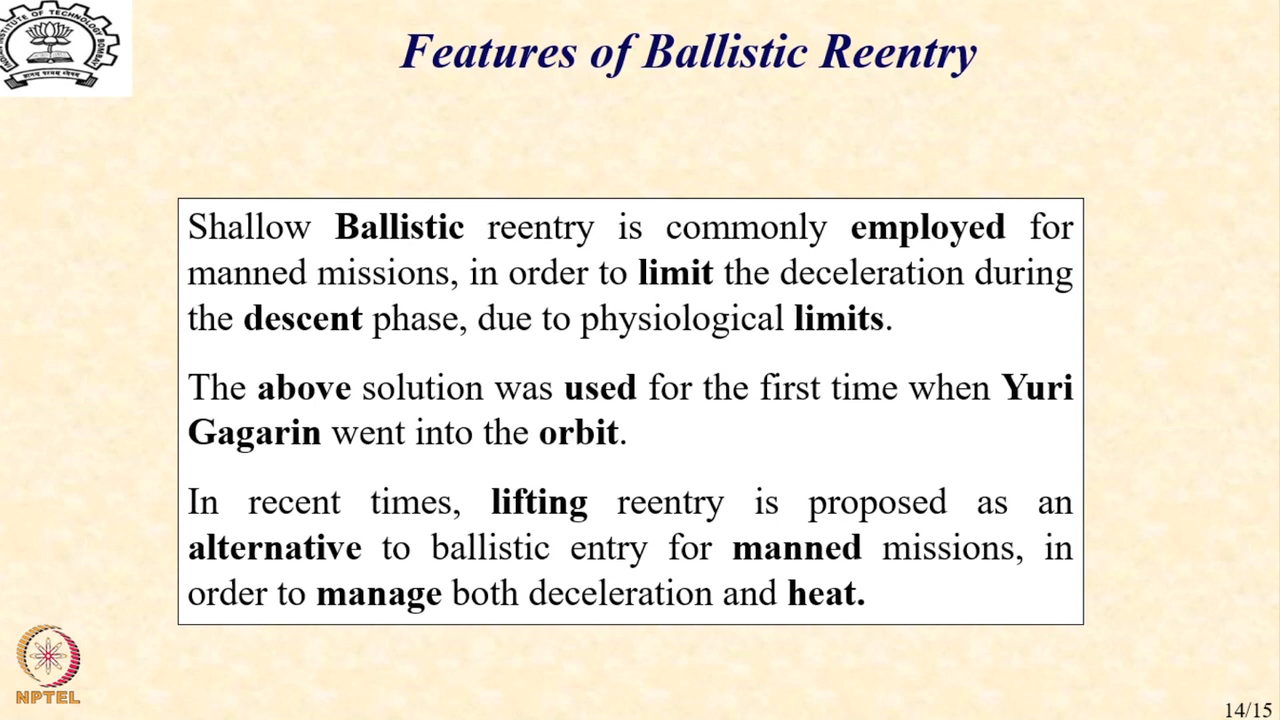 Features of Ballistic Reentry
Shallow Ballistic reentry is commonly employed for
manned missions, in order to limit the deceleration during
the descent phase, due to physiological limits.
The above solution was used for the first time when Yuri
Gagarin went into the orbit.
In recent times, lifting reentry is proposed as an
alternative to ballistic entry for manned missions, in
order to manage both deceleration and heat.
NPTEL
14/15